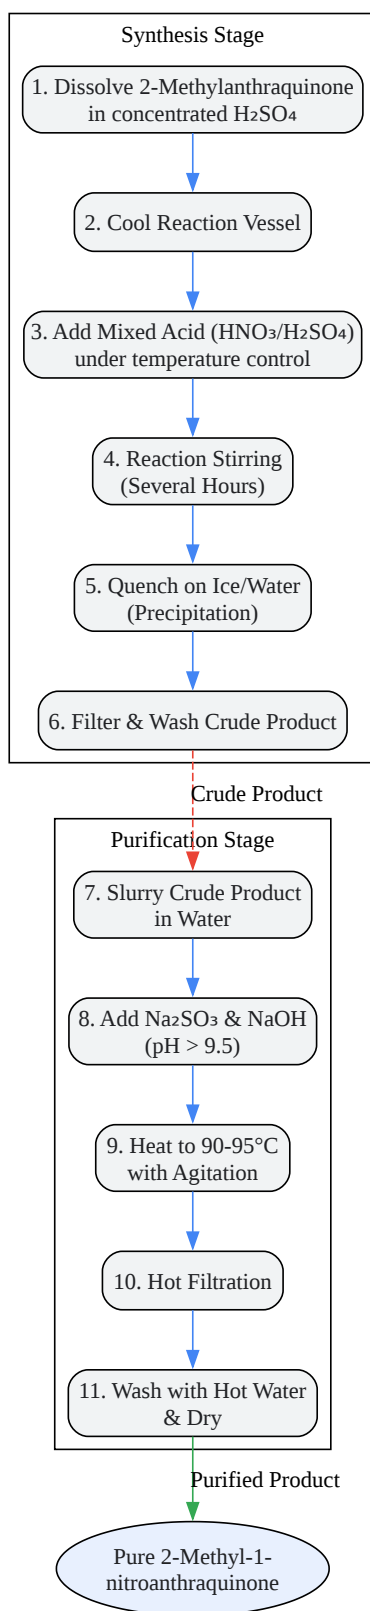 Synthesis Stage
1. Dissolve 2-Methylanthraquinone
in concentrated H₂SO₄
2. Cool Reaction Vessel
3. Add Mixed Acid (HNO₃/H₂SO₄)
under temperature control
4. Reaction Stirring
(Several Hours)
5. Quench on Ice/Water
(Precipitation)
6. Filter & Wash Crude Product
Crude Product
Purification Stage
7. Slurry Crude Product
in Water
8. Add Na₂SO₃ & NaOH
(pH > 9.5)
9. Heat to 90-95°C
with Agitation
10. Hot Filtration
11. Wash with Hot Water
& Dry
Purified Product
Pure 2-Methyl-1-
nitroanthraquinone